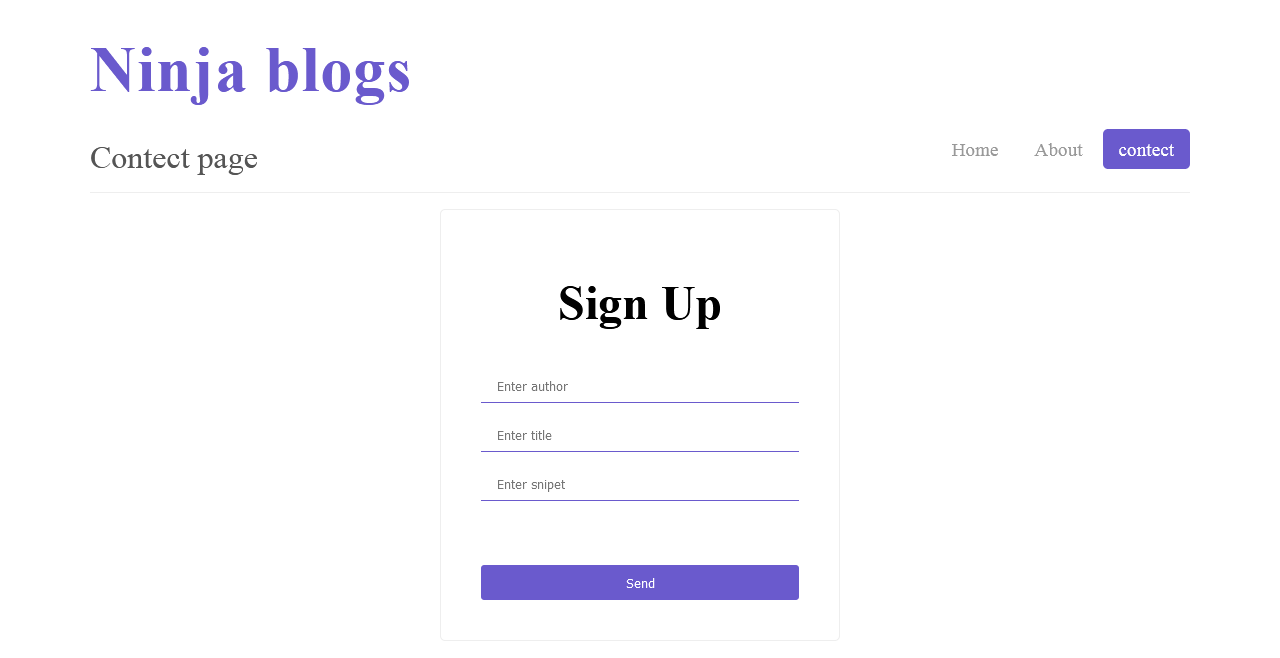 Ninja blogs
Contect page
Home About contect
Sign Up
Enter author
Enter title
Enter snipet
Send